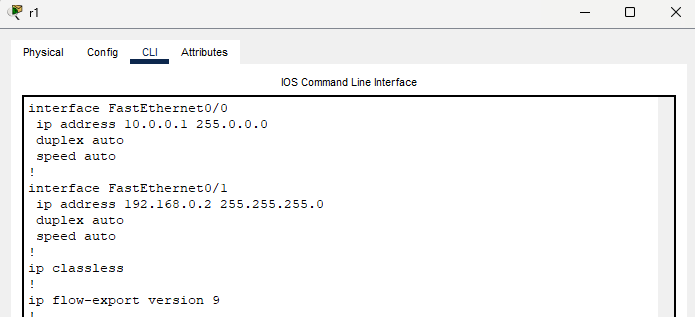 r1
Physical Config CLI Attributes
IOS Command Line Interface
interface FastEthernet0/0
 ip address 10.0.0.1 255.0.0.0
 duplex auto
 speed auto
!
interface FastEthernet0/1
 ip address 192.168.0.2 255.255.255.0
 duplex auto
 speed auto
!
ip classless
!
ip flow-export version 9
!